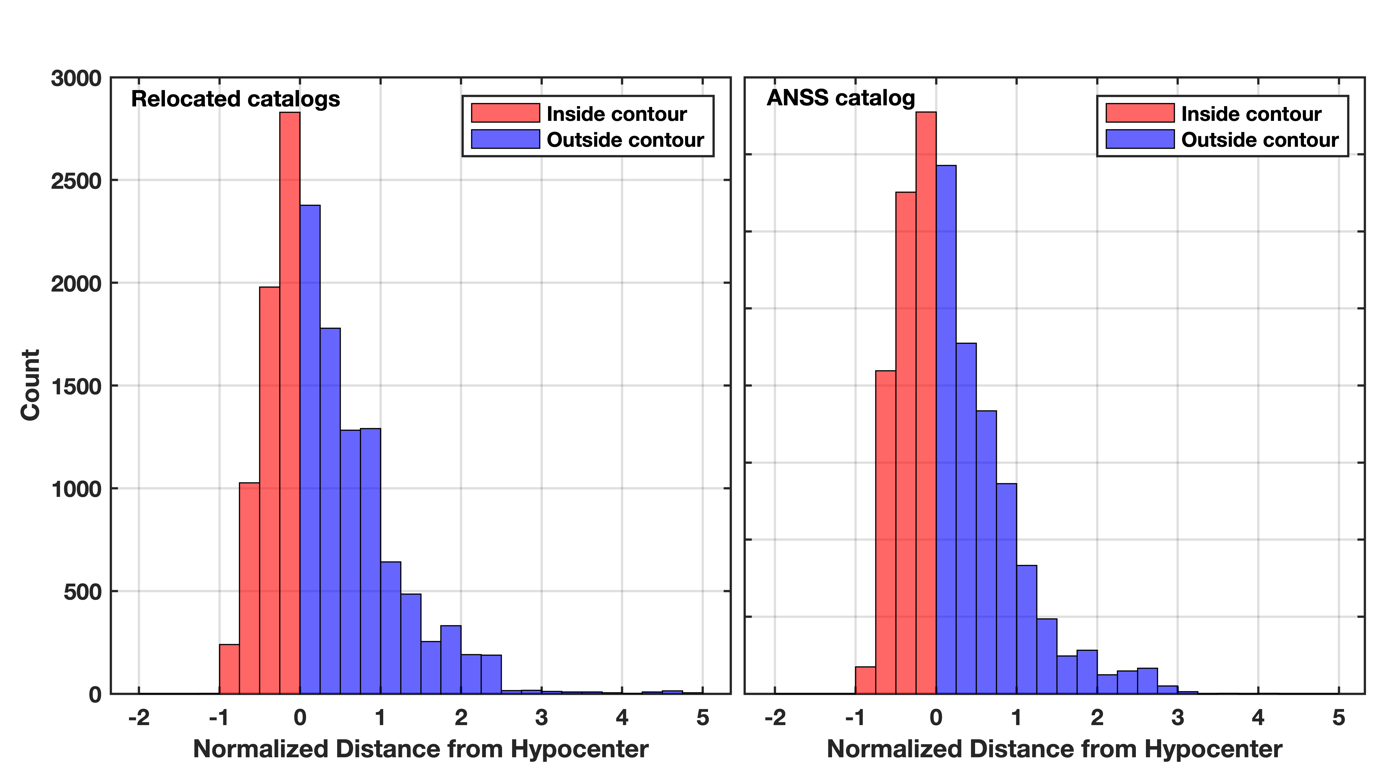 Relocated catalogs
Inside contour
Outside contour
3000
2500
2000
1500
1000
500
0
Count
-2 -1 0 1 2 3 4 5
Normalized Distance from Hypocenter
ANSS catalog
Inside contour
Outside contour
-2 -1 0 1 2 3 4 5
Normalized Distance from Hypocenter